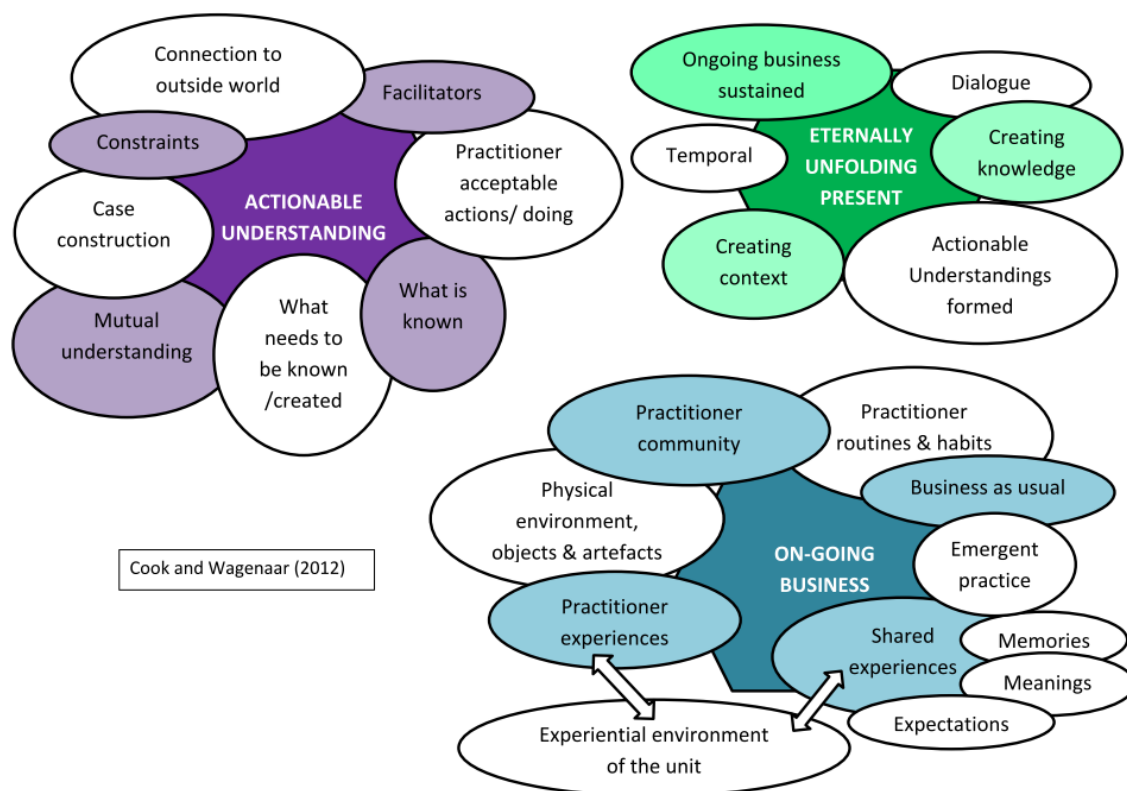 Connection to
outside world
Facilitators
Constraints
Practitioner
acceptable
actions/ doing
ACTIONABLE
UNDERSTANDING
Case
construction
What is
known
Mutual
understanding
What
needs to
be known
/created
Ongoing business
sustained
Dialogue
ETERNALLY
UNFOLDING
PRESENT
Creating
knowledge
Temporal
Creating
context
Actionable
Understandings
formed
Practitioner
community
Practitioner
routines & habits
Business as usual
Physical
environment,
objects & artefacts
ON-GOING
BUSINESS
Emergent
practice
Cook and Wagenaar (2012)
Practitioner
experiences
Shared
experiences
Memories
Meanings
Expectations
Experiential environment
of the unit